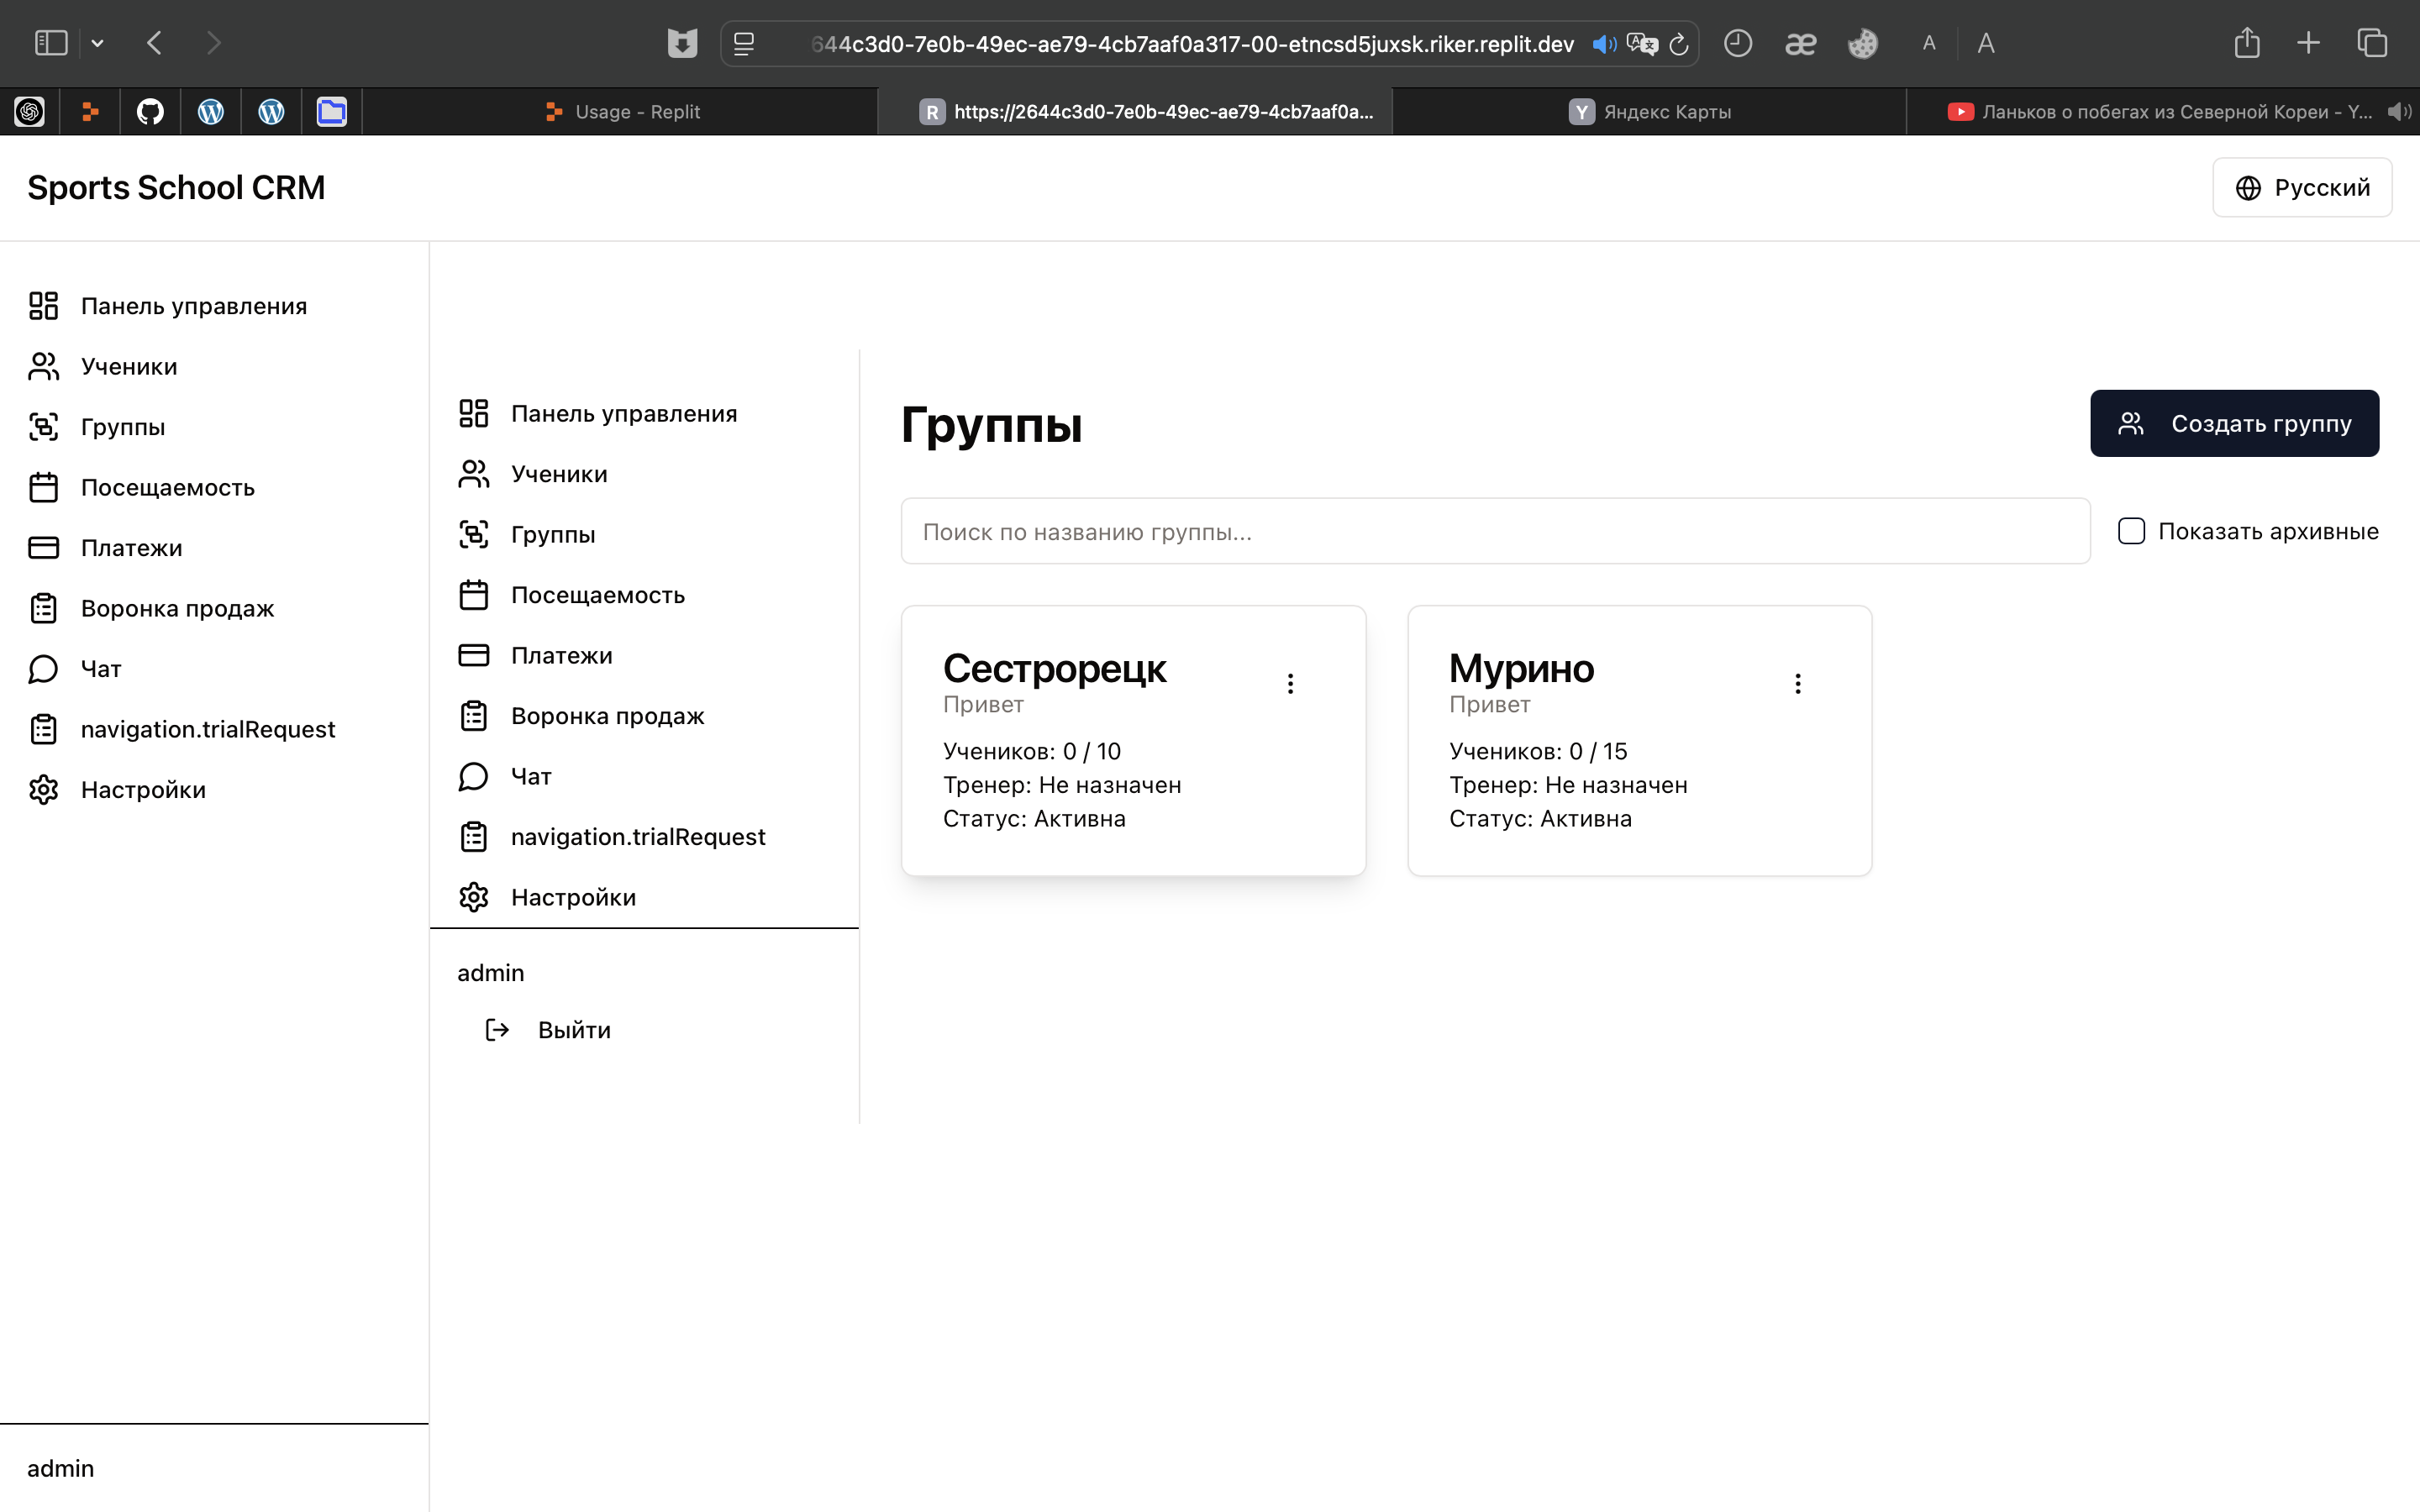 644c3d0-7e0b-49ec-ae79-4cb7aaf0a317-00-etncsd5juxsk.riker.replit.dev
æ
A
A
Usage - Replit
R
https://2644c3d0-7e0b-49ec-ae79-4cb7aaf0a...
Y
Яндекс Карты
Ланьков о побегах из Северной Кореи - Y...
Sports School CRM
Русский
Панель управления
Ученики
Группы
Посещаемость
Платежи
Воронка продаж
Чат
navigation.trialRequest
Настройки
admin
Панель управления
Ученики
Группы
Посещаемость
Платежи
Воронка продаж
Чат
navigation.trialRequest
Настройки
admin
Выйти
Группы
Создать группу
Поиск по названию группы...
Показать архивные
Сестрорецк
Привет
Учеников: 0 / 10
Тренер: Не назначен
Статус: Активна
Мурино
Привет
Учеников: 0 / 15
Тренер: Не назначен
Статус: Активна